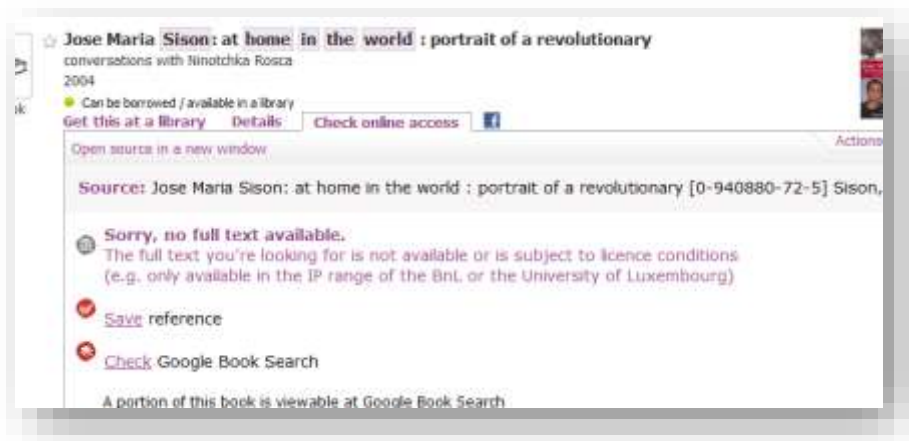 Jose Maria Sison: at home in the world : portrait of a revolutionary
conversations with Ninotchka Rosca
2004
Can be borrowed / available in a library
Get this at a library Details Check online access
Open source in a new window
Actions
Source: Jose Maria Sison: at home in the world : portrait of a revolutionary [0-940880-72-5] Sison,
Sorry, no full text available.
The full text you're looking for is not available or is subject to licence conditions
(e.g. only available in the IP range of the BnL or the University of Luxembourg)
Save reference
Check Google Book Search
A portion of this book is viewable at Google Book Search